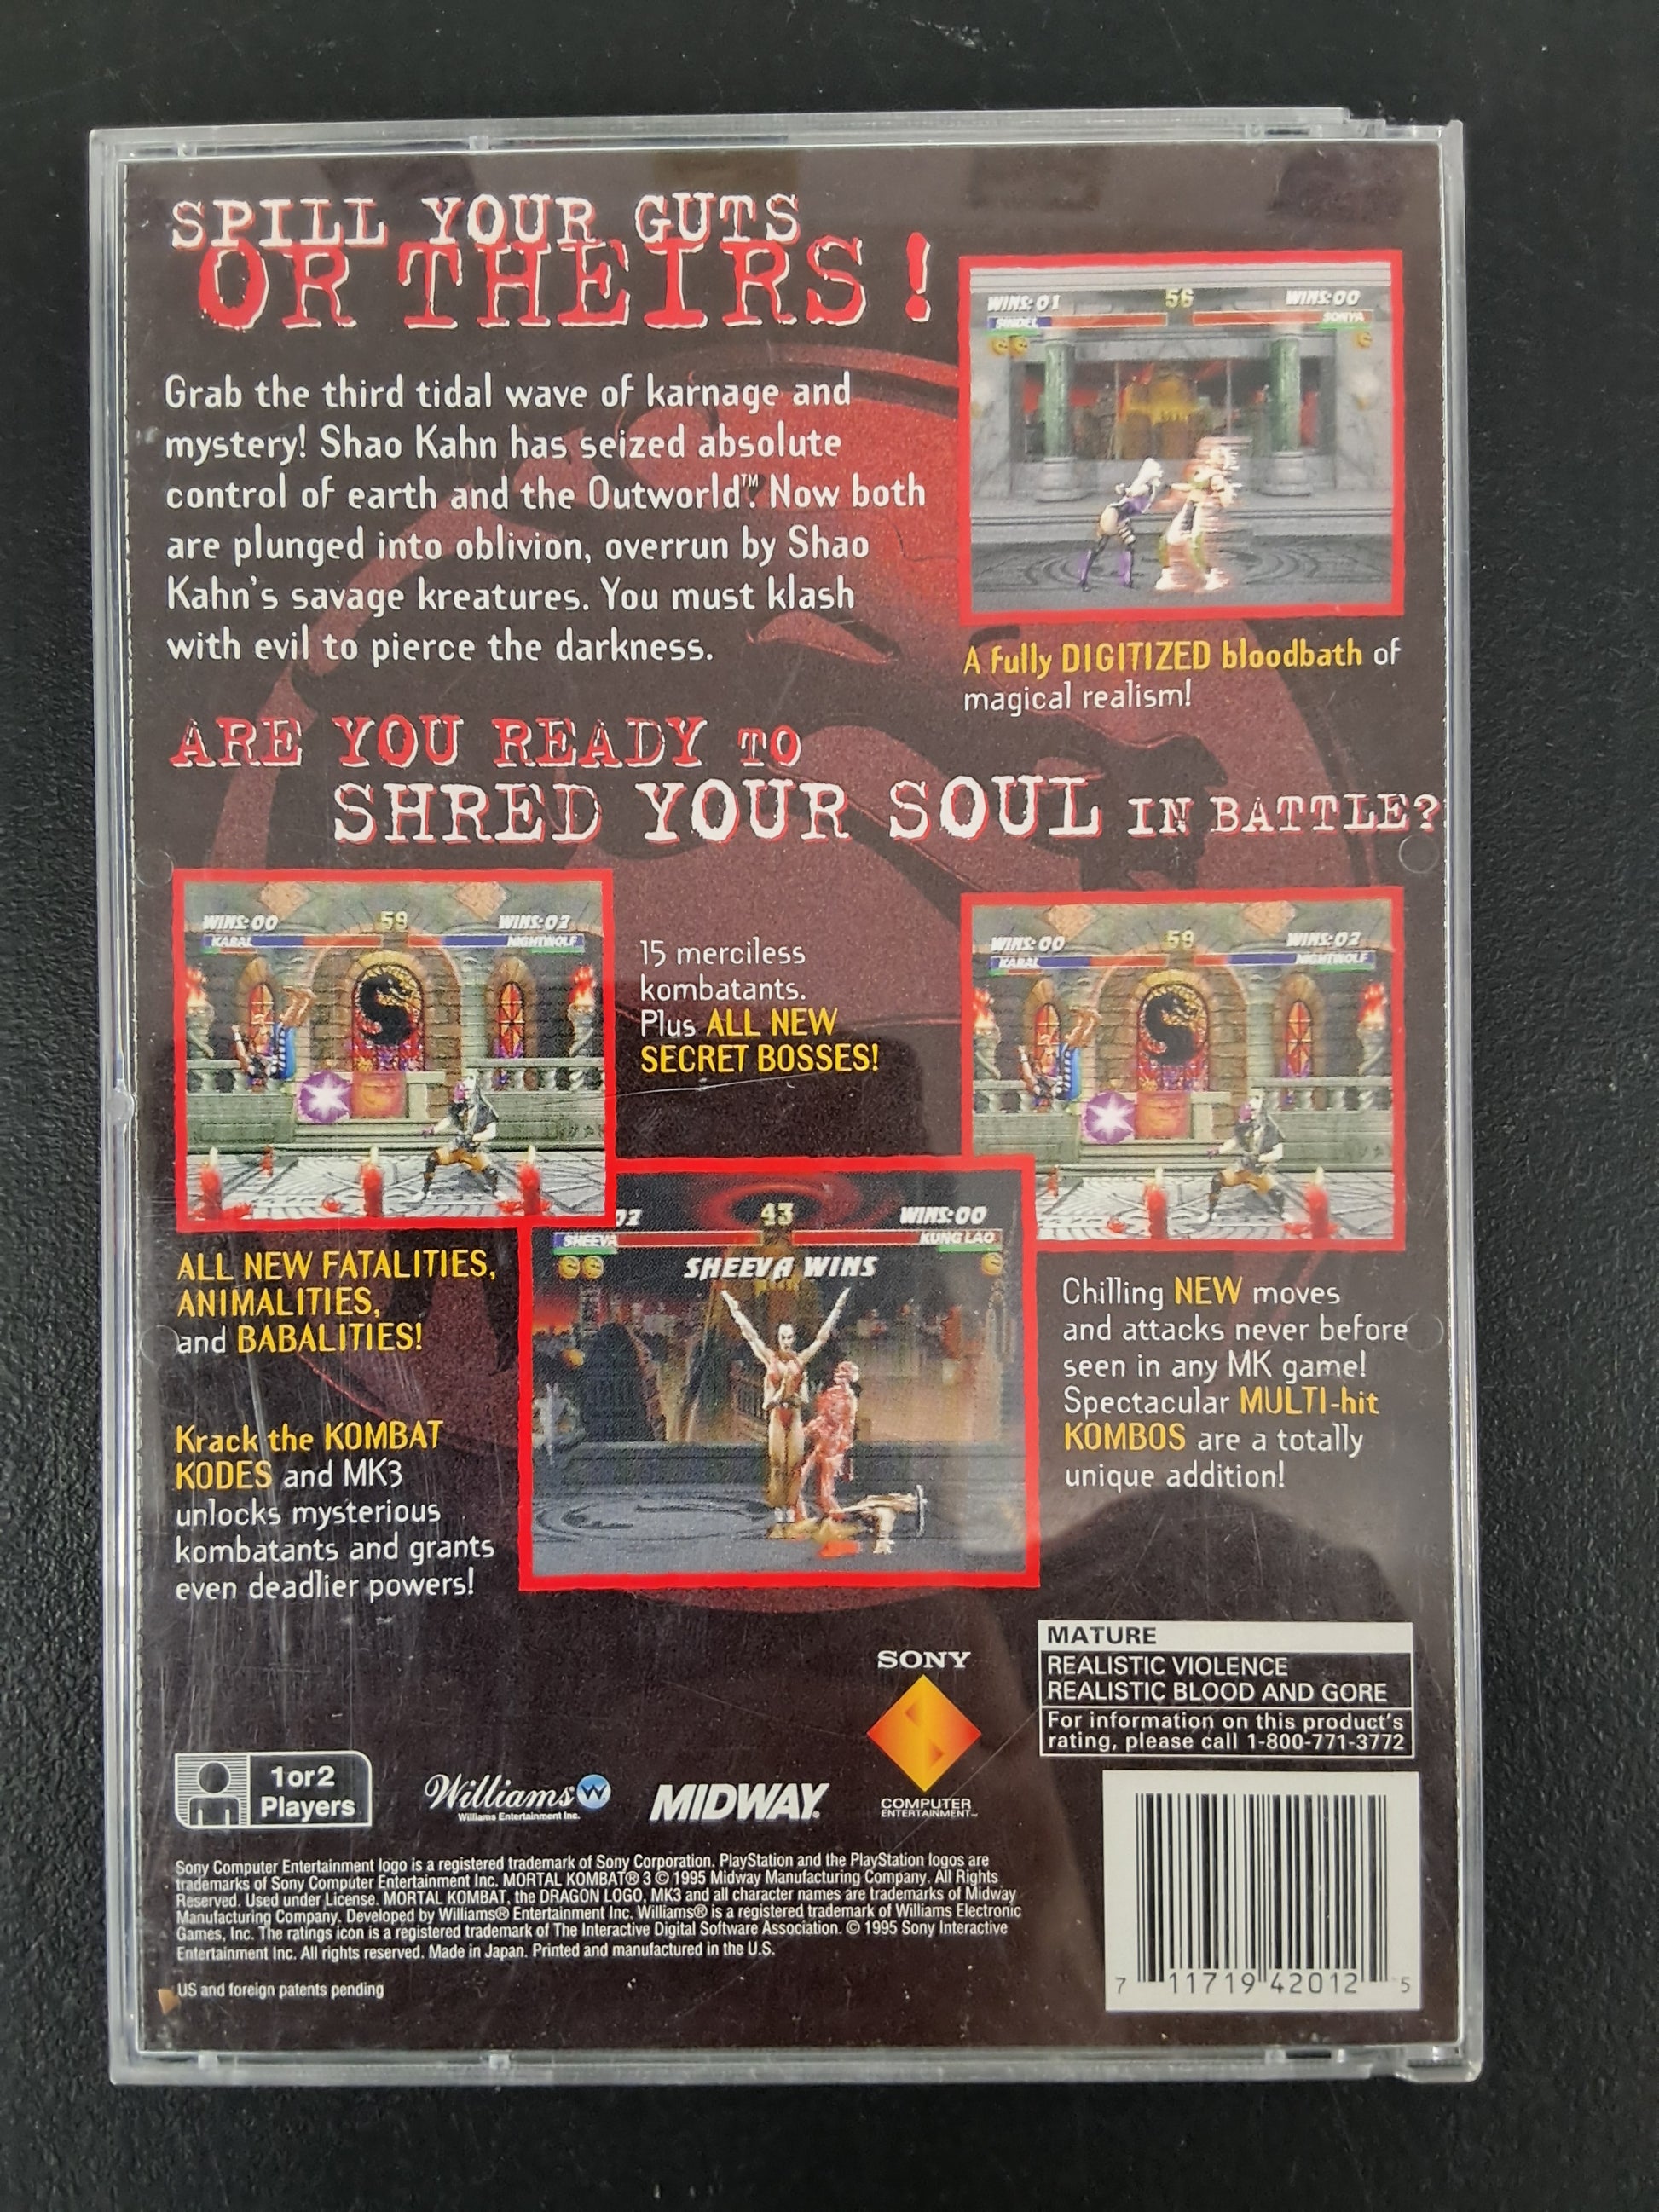 SPILL YOUR GUTS
OR THEIRS!
Grab the third tidal wave of karnage and
mystery! Shao Kahn has seized absolute
control of earth and the Outworld™. Now both
are plunged into oblivion, overrun by Shao
Kahn's savage kreatures. You must klash
with evil to pierce the darkness.
WINS: 01 56 WINS: 00
SINDEL SONYA
A fully DIGITIZED bloodbath of
magical realism!
ARE YOU READY TO
SHRED YOUR SOUL IN BATTLE?
WINS: 00 59 WINS: 02
KABAL NIGHTWOLF
15 merciless
kombatants.
Plus ALL NEW
SECRET BOSSES!
WINS: 00 59 WINS: 02
KABAL NIGHTWOLF
ALL NEW FATALITIES,
ANIMALITIES,
and BABALITIES!
Krack the KOMBAT
KODES and MK3
unlocks mysterious
kombatants and grants
even deadlier powers!
02 43 WINS: 00
SHEEVA KUNG LAO
SHEEVA WINS
Chilling NEW moves
and attacks never before
seen in any MK game!
Spectacular MULTI-hit
KOMBOS are a totally
unique addition!
MATURE
REALISTIC VIOLENCE
REALISTIC BLOOD AND GORE
For information on this product's
rating, please call 1-800-771-3772
1 or 2
Players
Williams W
Williams Entertainment Inc.
MIDWAY®
SONY
COMPUTER
ENTERTAINMENT™
Sony Computer Entertainment logo is a registered trademark of Sony Corporation. PlayStation and the PlayStation logos are
trademarks of Sony Computer Entertainment Inc. MORTAL KOMBAT® 3 © 1995 Midway Manufacturing Company. All Rights
Reserved. Used under License. MORTAL KOMBAT, the DRAGON LOGO, MK3 and all character names are trademarks of Midway
Manufacturing Company. Developed by Williams® Entertainment Inc. Williams® is a registered trademark of Williams Electronic
Games, Inc. The ratings icon is a registered trademark of The Interactive Digital Software Association. © 1995 Sony Interactive
Entertainment Inc. All rights reserved. Made in Japan. Printed and manufactured in the U.S.
US and foreign patents pending
7 11719 42012 5